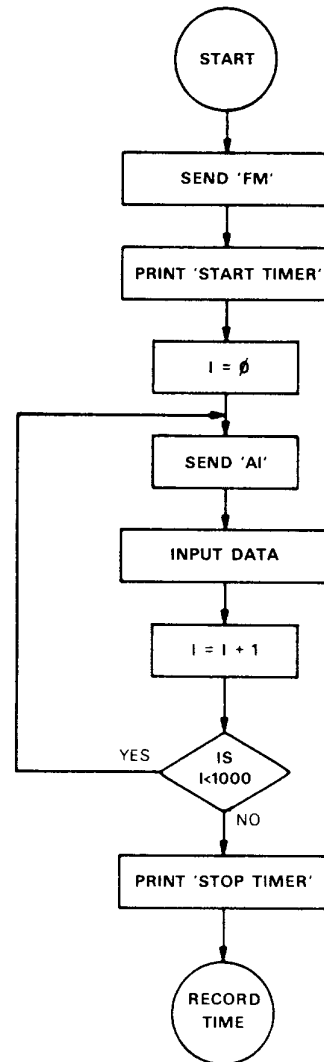 START
SEND 'FM'
PRINT 'START TIMER'
I = Ø
SEND 'AI'
INPUT DATA
I = I + 1
YES
IS
I<1000
NO
PRINT 'STOP TIMER'
RECORD
TIME